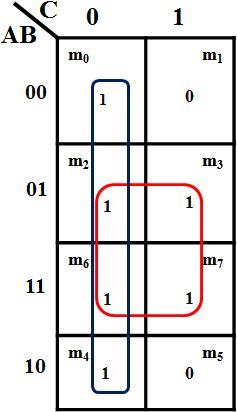 C 0 1
AB
m₀ m₁
00 1 0
m₂ m₃
01 1 1
m₆ m₇
11 1 1
m₄ m₅
10 1 0